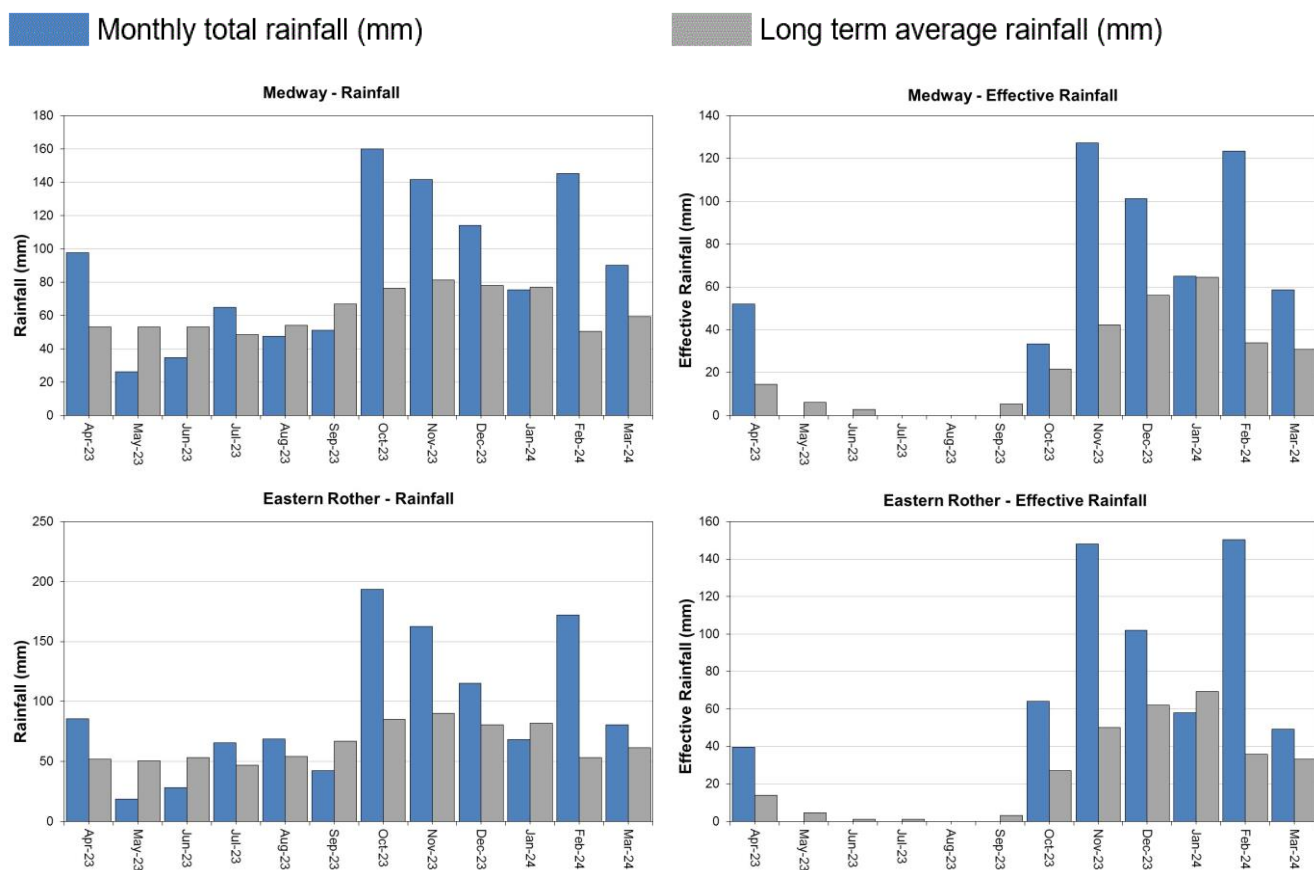 Monthly total rainfall (mm)
Long term average rainfall (mm)
Medway - Rainfall
Rainfall (mm)
180
160
140
120
100
80
60
40
20
0
Apr-23
May-23
Jun-23
Jul-23
Aug-23
Sep-23
Oct-23
Nov-23
Dec-23
Jan-24
Feb-24
Mar-24
Medway - Effective Rainfall
Effective Rainfall (mm)
140
120
100
80
60
40
20
0
Apr-23
May-23
Jun-23
Jul-23
Aug-23
Sep-23
Oct-23
Nov-23
Dec-23
Jan-24
Feb-24
Mar-24
Eastern Rother - Rainfall
Rainfall (mm)
250
200
150
100
50
0
Apr-23
May-23
Jun-23
Jul-23
Aug-23
Sep-23
Oct-23
Nov-23
Dec-23
Jan-24
Feb-24
Mar-24
Eastern Rother - Effective Rainfall
Effective Rainfall (mm)
160
140
120
100
80
60
40
20
0
Apr-23
May-23
Jun-23
Jul-23
Aug-23
Sep-23
Oct-23
Nov-23
Dec-23
Jan-24
Feb-24
Mar-24